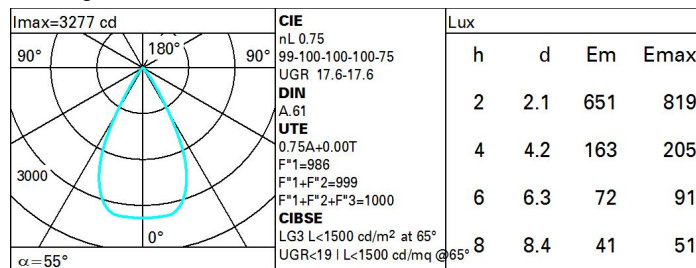 Imax=3277 cd
90° 180° 90°
3000
0°
α=55°
CIE
nL 0.75
99-100-100-100-75
UGR 17.6-17.6
DIN
A.61
UTE
0.75A+0.00T
F"1=986
F"1+F"2=999
F"1+F"2+F"3=1000
CIBSE
LG3 L<1500 cd/m² at 65°
UGR<19 | L<1500 cd/mq @65°
Lux
h d Em Emax
2 2.1 651 819
4 4.2 163 205
6 6.3 72 91
8 8.4 41 51